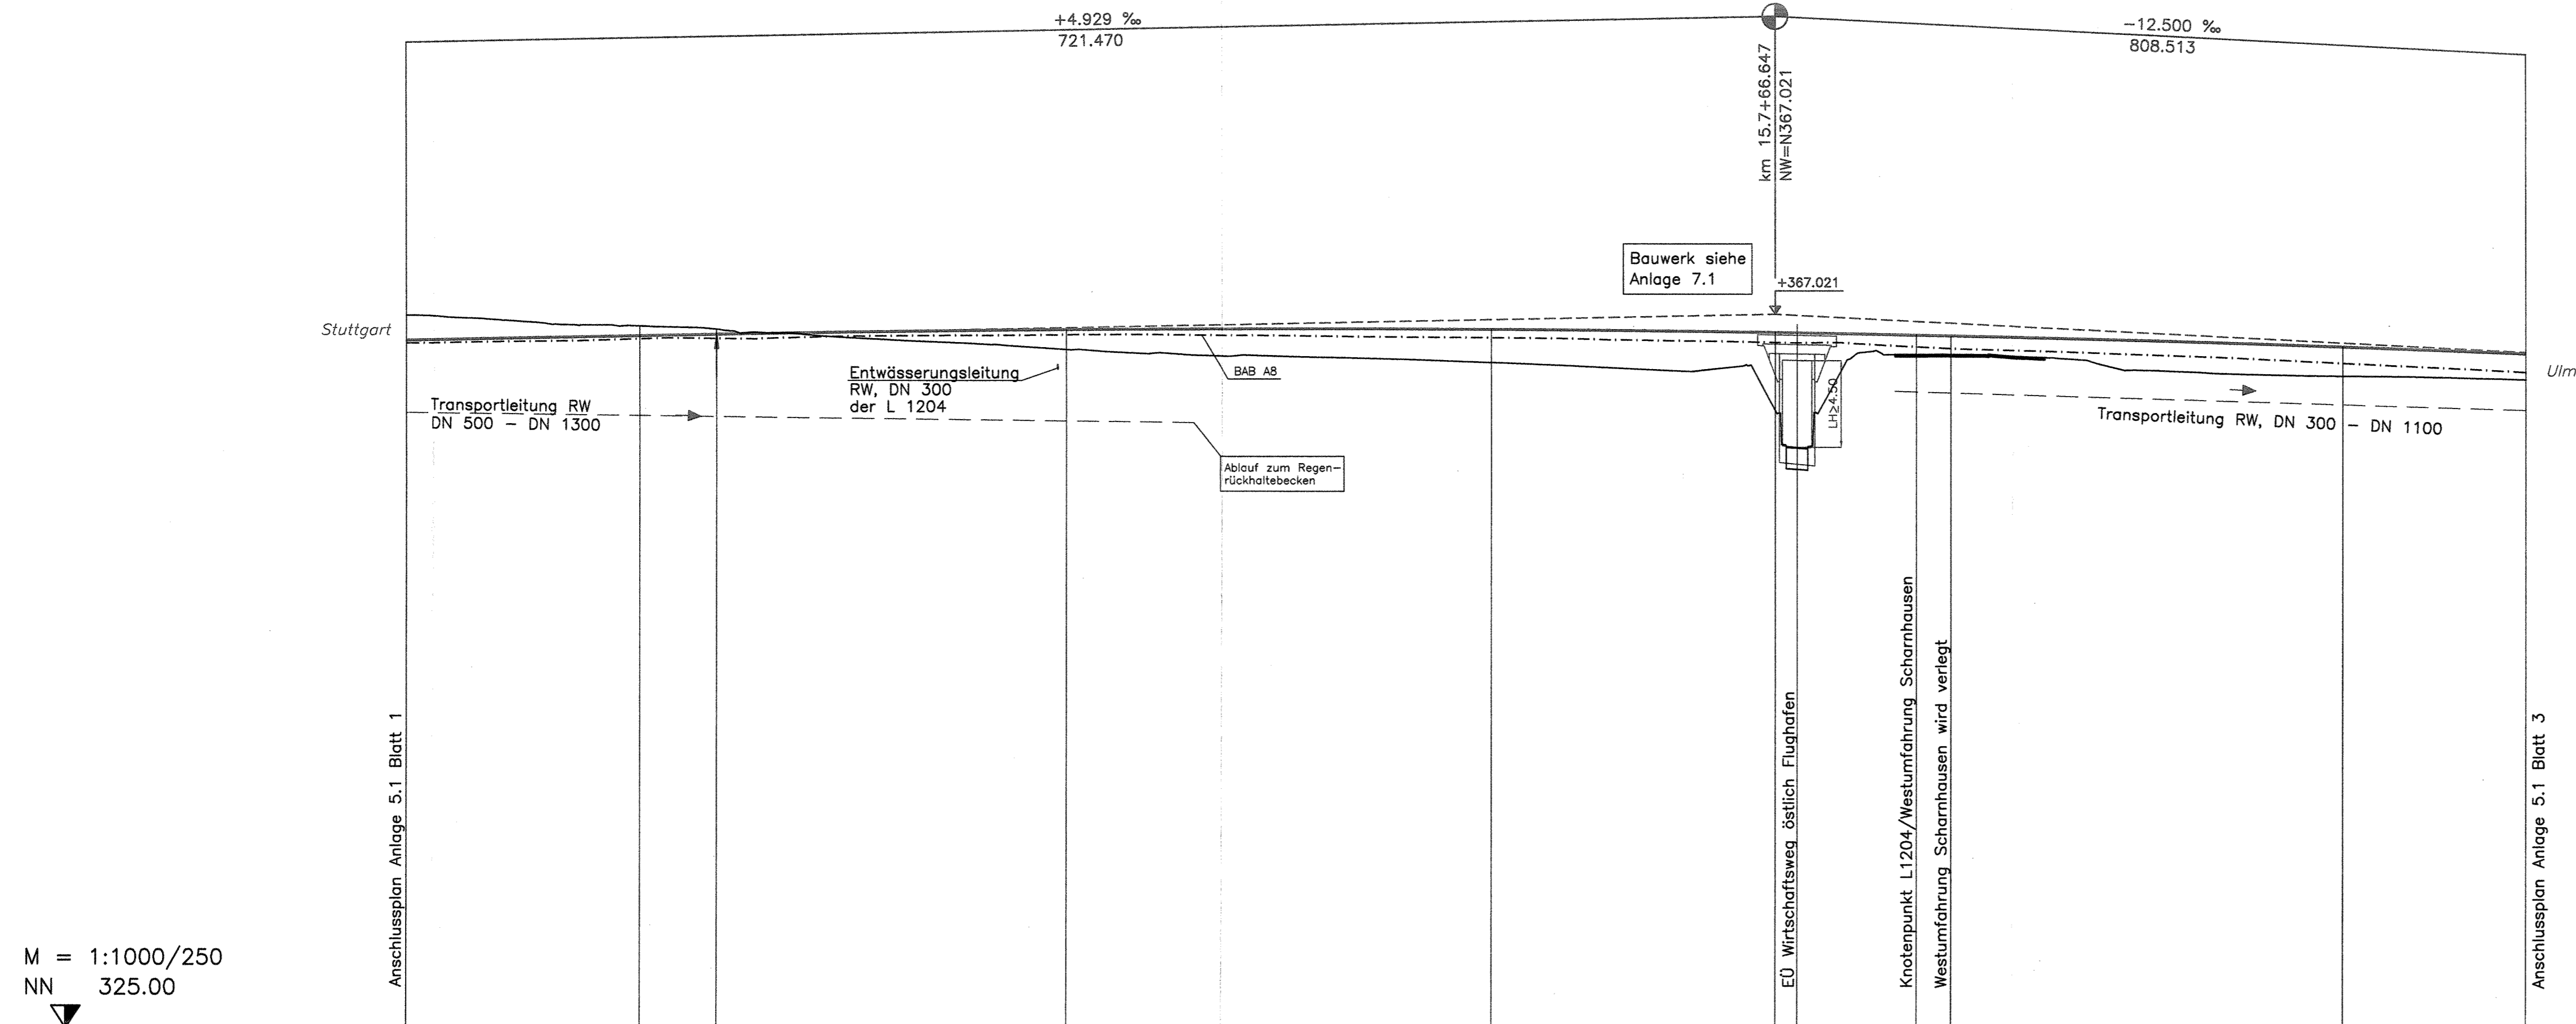 +4.929 ‰
721.470
-12.500 ‰
808.513
km 15.7+66.647
NW=N367.021
Bauwerk siehe
Anlage 7.1
+367.021
Stuttgart
Ulm
Entwässerungsleitung
RW, DN 300
der L 1204
BAB A8
Transportleitung RW
DN 500 - DN 1300
LH≥4.50
Transportleitung RW, DN 300 - DN 1100
Ablauf zum Regen-
rückhaltebecken
Anschlussplan Anlage 5.1 Blatt 1
EÜ Wirtschaftsweg östlich Flughafen
Knotenpunkt L1204/Westumfahrung Scharnhausen
Westumfahrung Scharnhausen wird verlegt
Anschlussplan Anlage 5.1 Blatt 3
M = 1:1000/250
NN 325.00